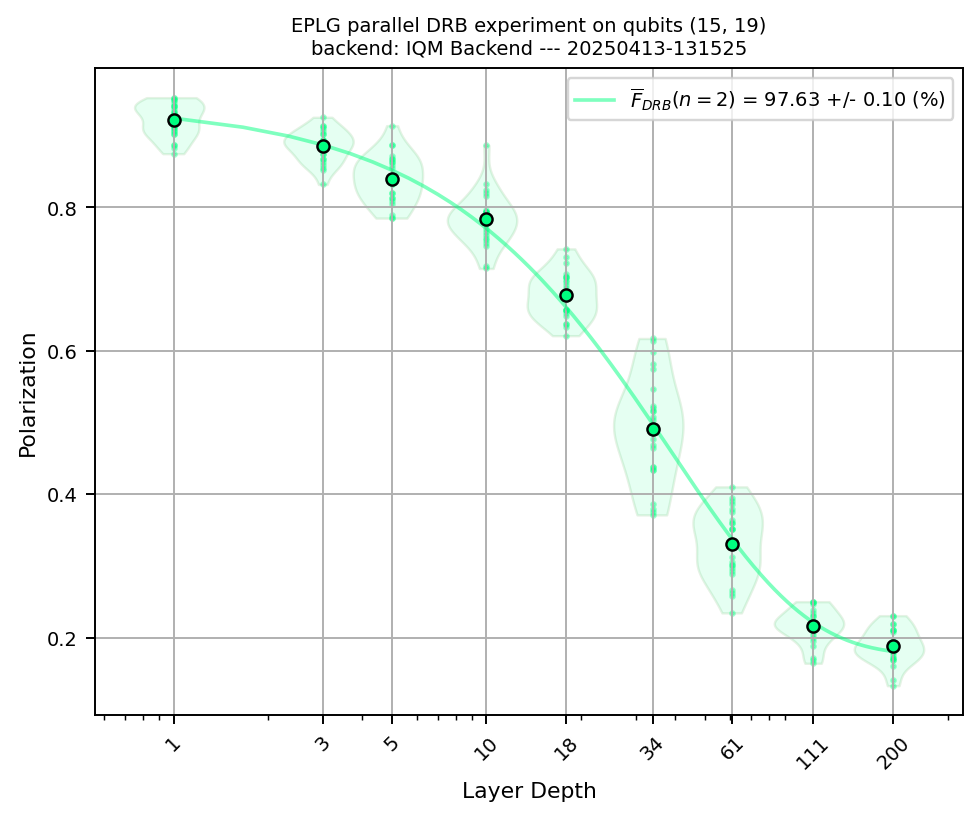 EPLG parallel DRB experiment on qubits (15, 19)
backend: IQM Backend --- 20250413-131525
F̅_DRB(n = 2) = 97.63 +/- 0.10 (%)
Polarization
0.8
0.6
0.4
0.2
1
3
5
10
18
34
61
111
200
Layer Depth